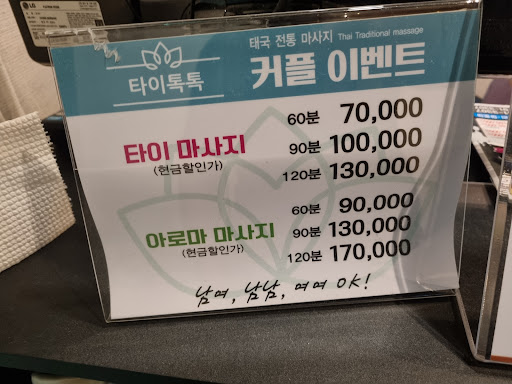 LG
타이톡톡
태국 전통 마사지 Thai Traditional massage
커플 이벤트
타이 마사지
(현금할인가)
60분 70,000
90분 100,000
120분 130,000
아로마 마사지
(현금할인가)
60분 90,000
90분 130,000
120분 170,000
남여, 남남, 여여 OK!